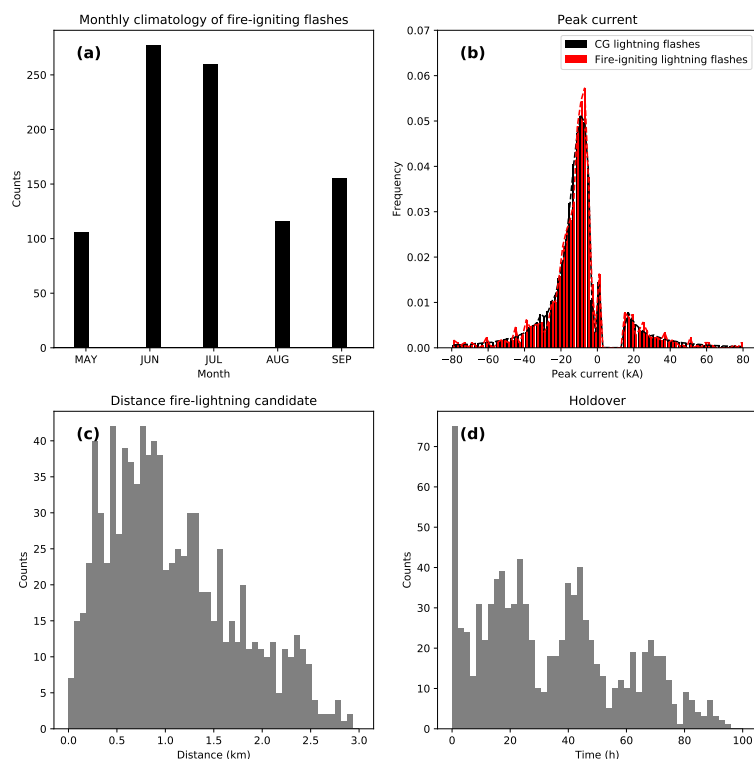 Monthly climatology of fire-igniting flashes
(a)
250
200
150
100
50
0
Counts
MAY JUN JUL AUG SEP
Month
Peak current
(b)
CG lightning flashes
Fire-igniting lightning flashes
0.07
0.06
0.05
0.04
0.03
0.02
0.01
0.00
Frequency
−80 −60 −40 −20 0 20 40 60 80
Peak current (kA)
Distance fire-lightning candidate
(c)
40
35
30
25
20
15
10
5
0
Counts
0.0 0.5 1.0 1.5 2.0 2.5 3.0
Distance (km)
Holdover
(d)
70
60
50
40
30
20
10
0
Counts
0 20 40 60 80 100
Time (h)